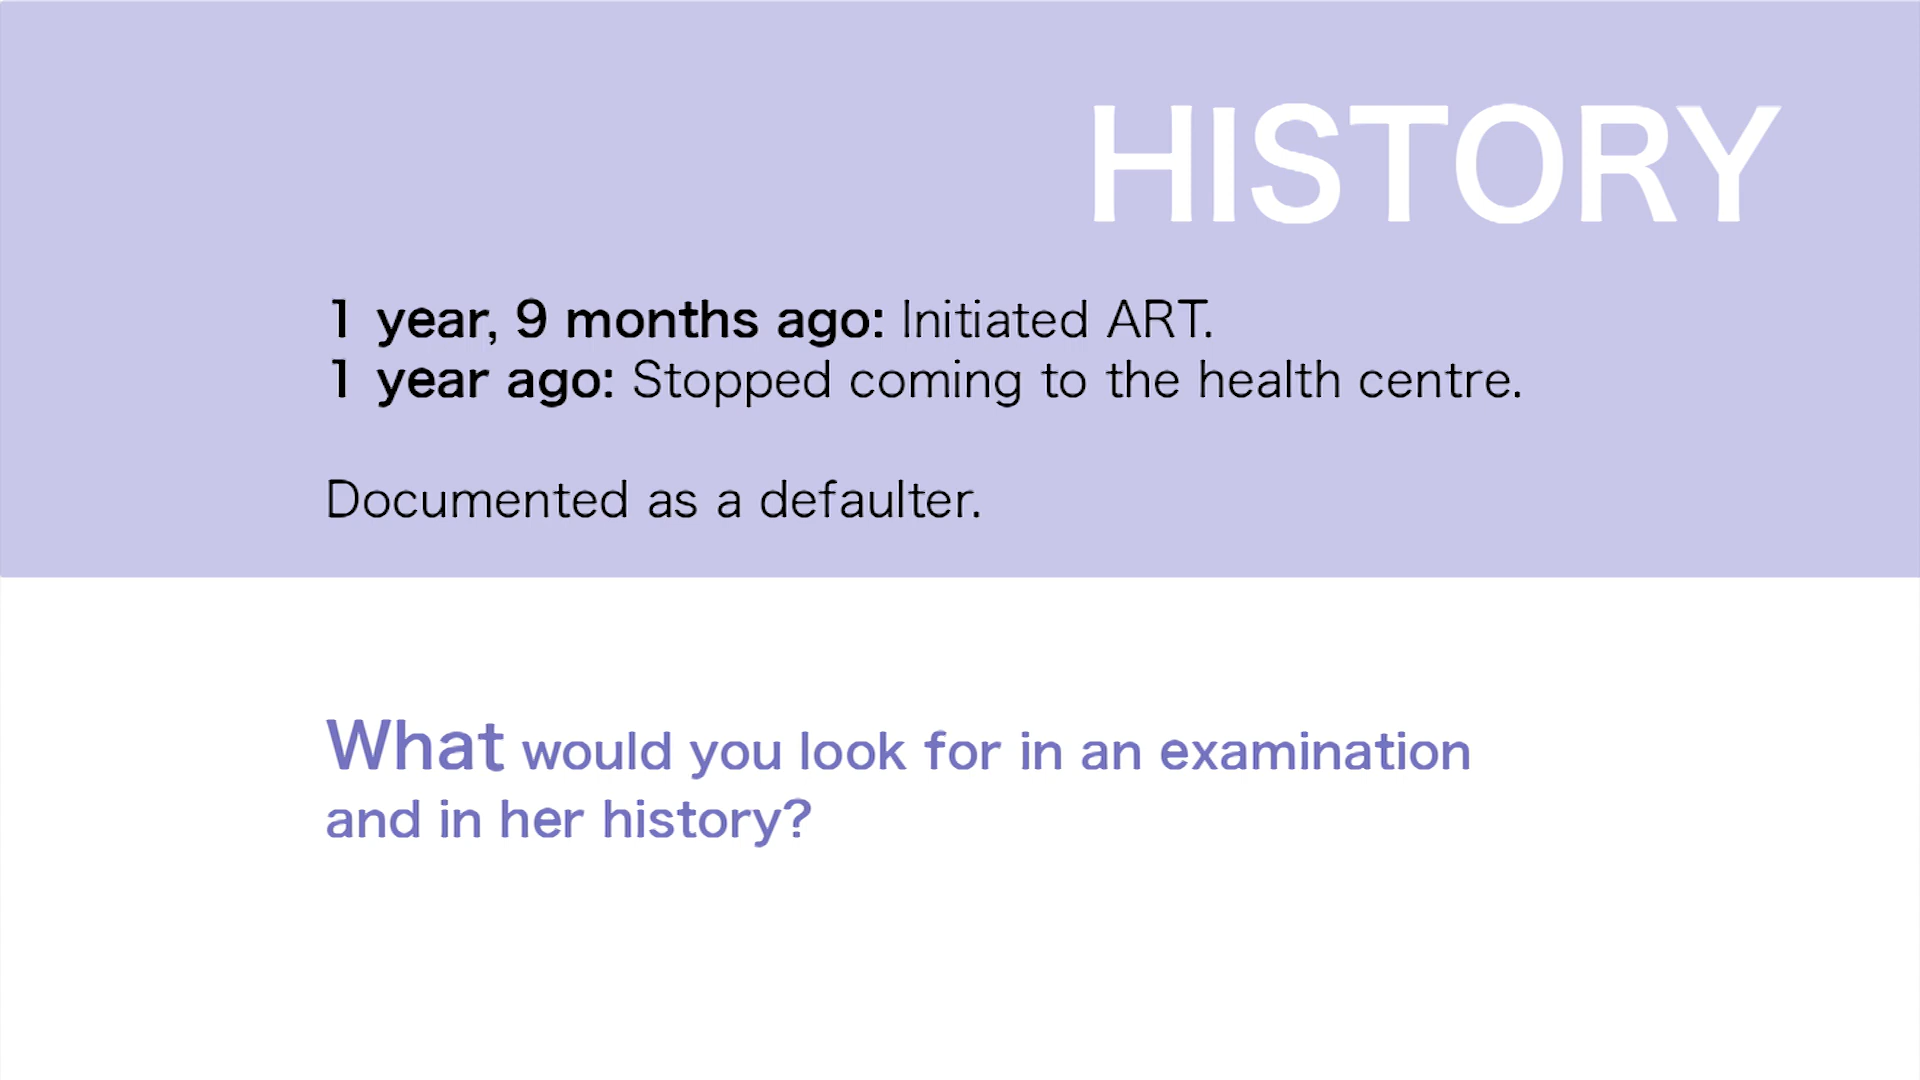 HISTORY
1 year, 9 months ago: Initiated ART.
1 year ago: Stopped coming to the health centre.
Documented as a defaulter.
What would you look for in an examination
and in her history?